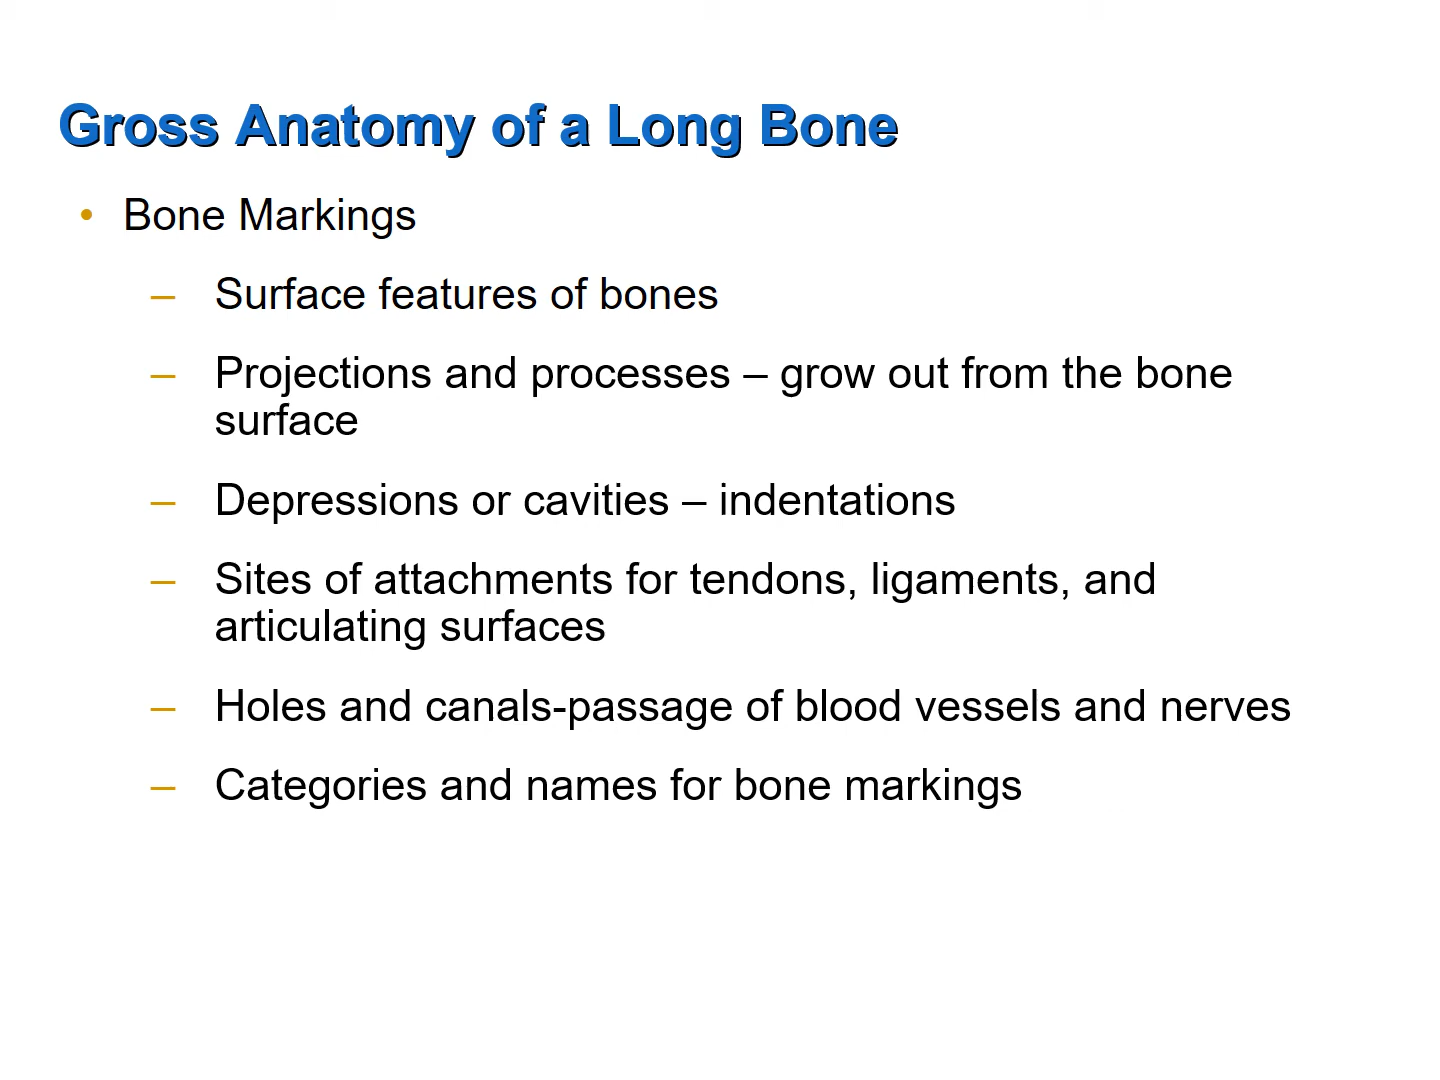 Gross Anatomy of a Long Bone
• Bone Markings
– Surface features of bones
– Projections and processes – grow out from the bone
surface
– Depressions or cavities – indentations
– Sites of attachments for tendons, ligaments, and
articulating surfaces
– Holes and canals-passage of blood vessels and nerves
– Categories and names for bone markings